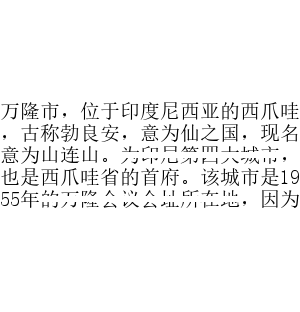 万隆市，位于印度尼西亚的西爪哇
，古称勃良安，意为仙之国，现名
意为山连山。为印尼第四大城市，
也是西爪哇省的首府。该城市是19
55年的万隆会议会址所在地，因为